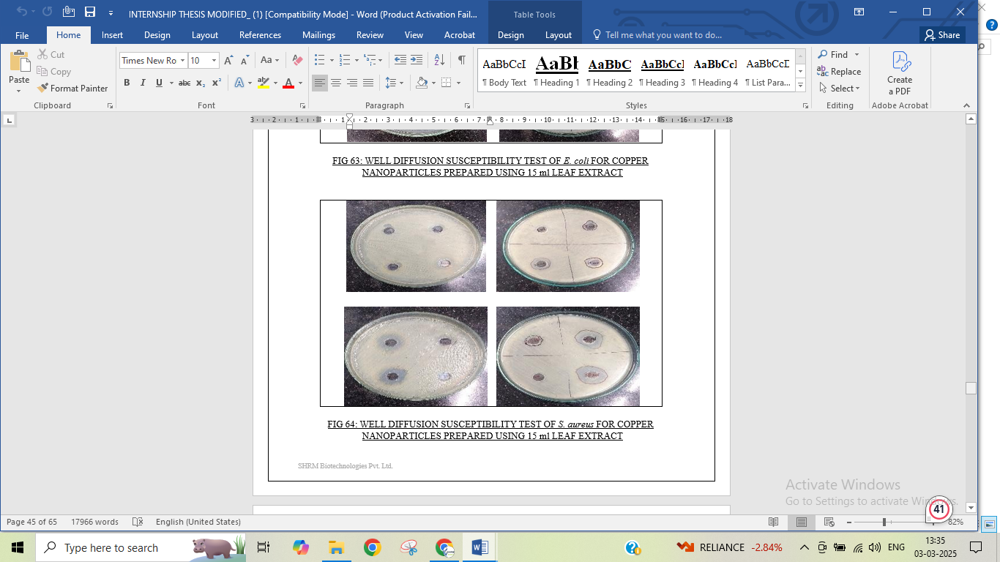 INTERNSHIP THESIS MODIFIED_ (1) [Compatibility Mode] - Word (Product Activation Fail...
Table Tools
File
Home
Insert
Design
Layout
References
Mailings
Review
View
Acrobat
Design
Layout
Tell me what you want to do...
Share
Paste
Cut
Copy
Format Painter
Clipboard
Times New Ro
10
Font
Paragraph
AaBbCcI
AaBl
AaBbC
AaBbCcI
AaBbCcI
AaBbCcL
¶ Body Text
¶ Heading 1
¶ Heading 2
¶ Heading 3
¶ Heading 4
¶ List Para...
Styles
Find
Replace
Select
Editing
Create
a PDF
Adobe Acrobat
3 2 1 1 2 3 4 5 6 7 8 9 10 11 12 13 14 15 16 17 18
FIG 63: WELL DIFFUSION SUSCEPTIBILITY TEST OF E. coli FOR COPPER
NANOPARTICLES PREPARED USING 15 ml LEAF EXTRACT
FIG 64: WELL DIFFUSION SUSCEPTIBILITY TEST OF S. aureus FOR COPPER
NANOPARTICLES PREPARED USING 15 ml LEAF EXTRACT
SHRM Biotechnologies Pvt. Ltd.
Activate Windows
Go to Settings to activate Windows.
41
Page 45 of 65
17966 words
English (United States)
82%
Type here to search
RELIANCE -2.84%
ENG
13:35
03-03-2025